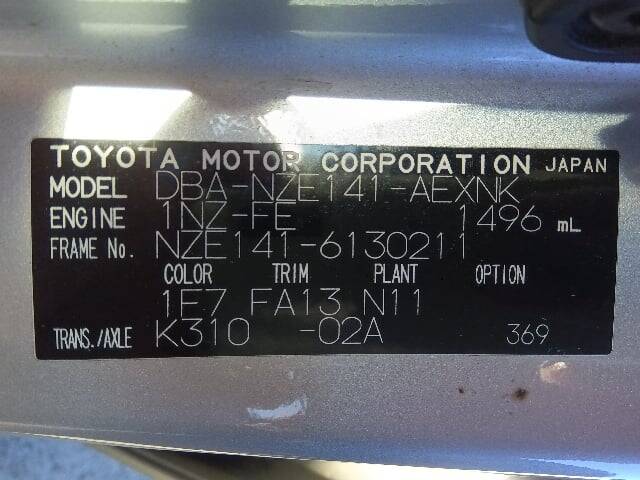 TOYOTA MOTOR CORPORATION JAPAN
MODEL DBA-NZE141-AEXNK
ENGINE 1NZ-FE 1496 mL
FRAME No. NZE141-6130211
COLOR TRIM PLANT OPTION
1F7 FA13 N11
TRANS./AXLE K310 -02A 369